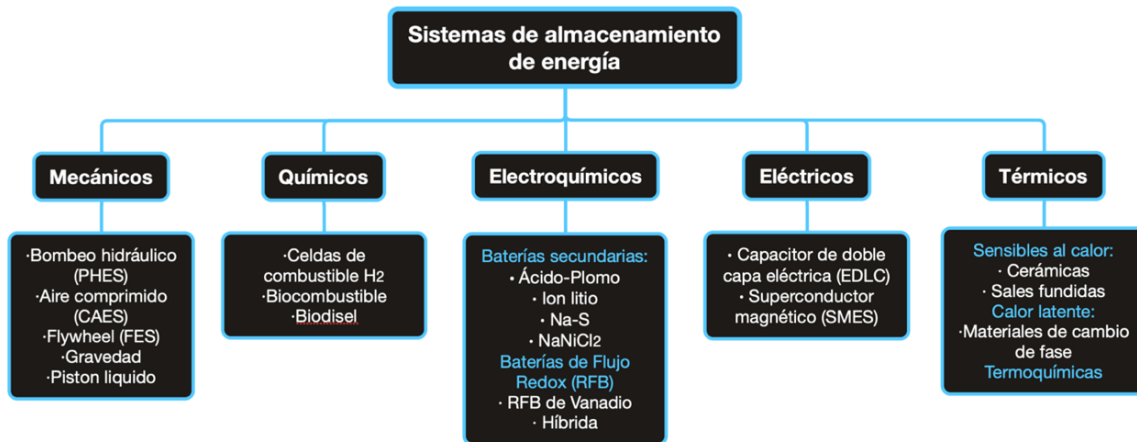 Sistemas de almacenamiento
de energía
Mecánicos
Químicos
Electroquímicos
Eléctricos
Térmicos
·Bombeo hidráulico
(PHES)
·Aire comprimido
(CAES)
·Flywheel (FES)
·Gravedad
·Piston liquido
·Celdas de
combustible H2
·Biocombustible
·Biodisel
Baterías secundarias:
• Ácido-Plomo
• Ion litio
• Na-S
• NaNiCl2
Baterías de Flujo
Redox (RFB)
· RFB de Vanadio
· Híbrida
• Capacitor de doble
capa eléctrica (EDLC)
• Superconductor
magnético (SMES)
Sensibles al calor:
• Cerámicas
• Sales fundidas
Calor latente:
·Materiales de cambio
de fase
Termoquímicas